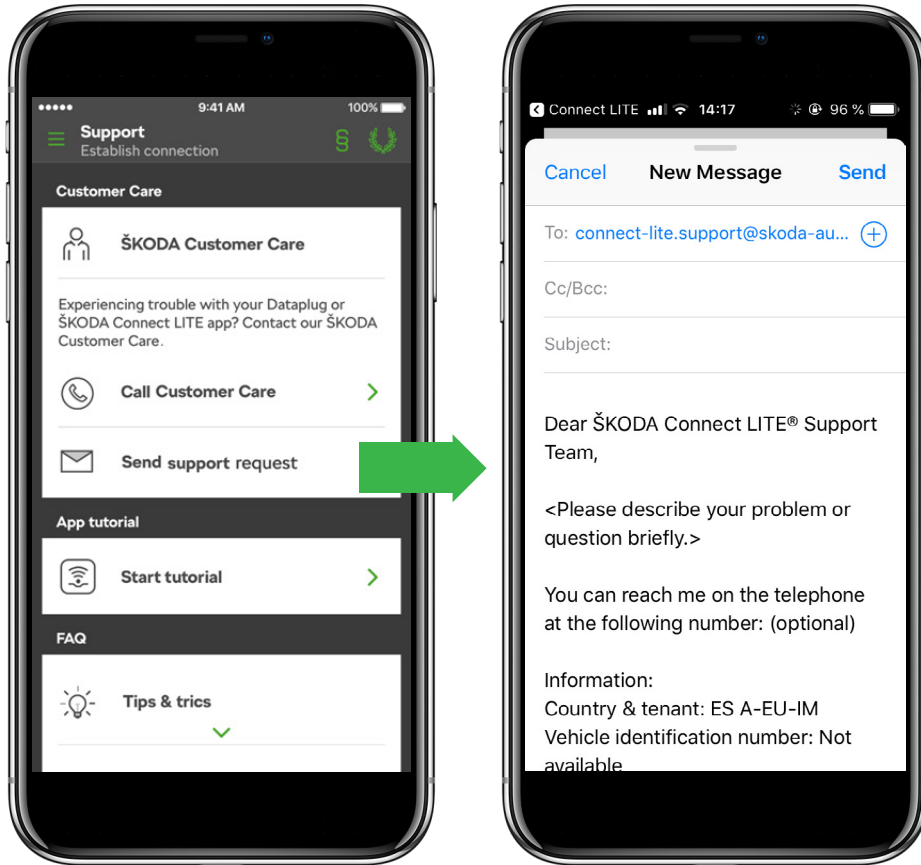 9:41 AM
100%
Support
Establish connection
§
Customer Care
ŠKODA Customer Care
Experiencing trouble with your Dataplug or
ŠKODA Connect LITE app? Contact our ŠKODA
Customer Care.
Call Customer Care
Send support request
App tutorial
Start tutorial
FAQ
Tips & trics
Connect LITE
14:17
96 %
Cancel
New Message
Send
To: connect-lite.support@skoda-au...
Cc/Bcc:
Subject:
Dear ŠKODA Connect LITE® Support
Team,
<Please describe your problem or
question briefly.>
You can reach me on the telephone
at the following number: (optional)
Information:
Country & tenant: ES A-EU-IM
Vehicle identification number: Not
available